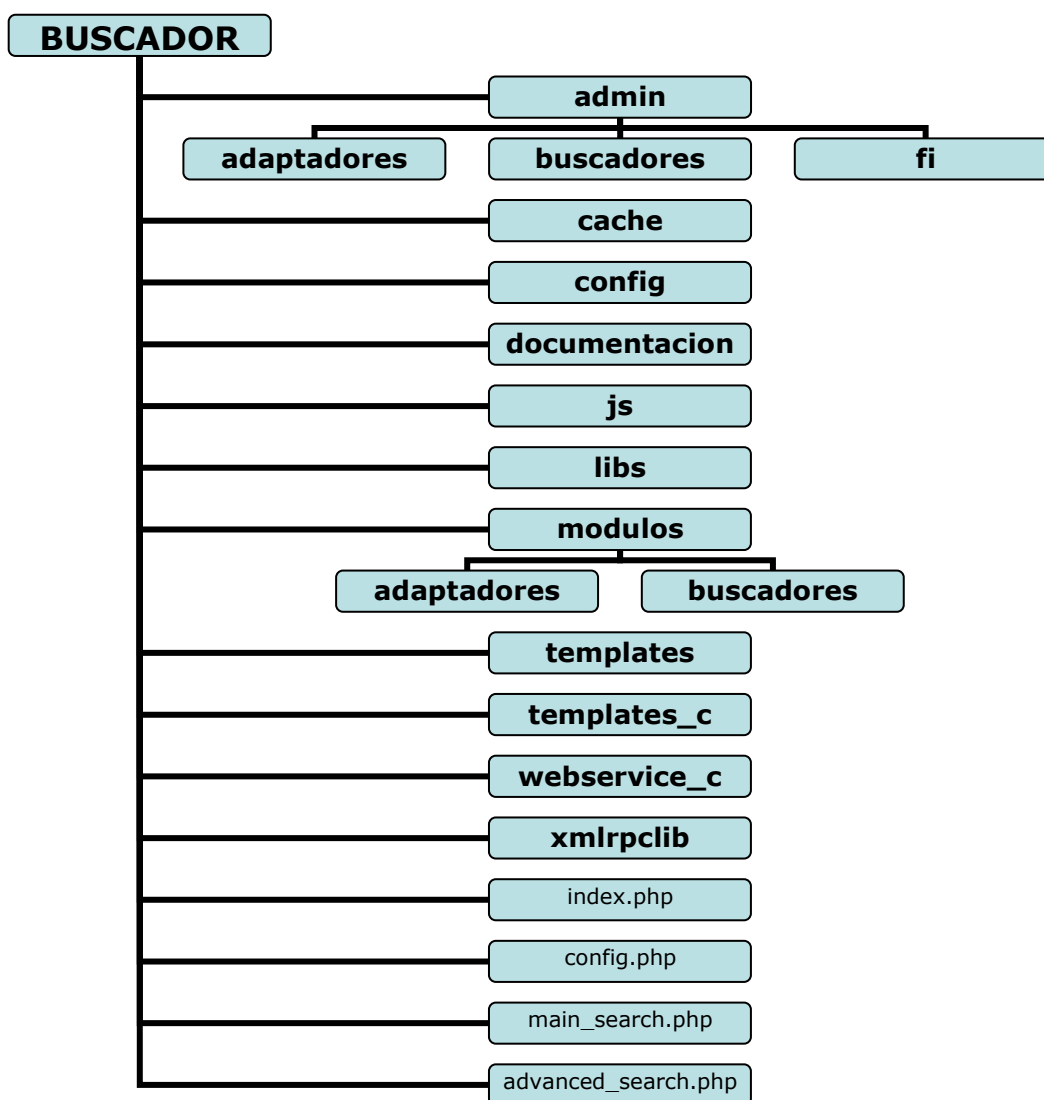 BUSCADOR
admin
adaptadores
buscadores
fi
cache
config
documentacion
js
libs
modulos
adaptadores
buscadores
templates
templates_c
webservice_c
xmlrpclib
index.php
config.php
main_search.php
advanced_search.php